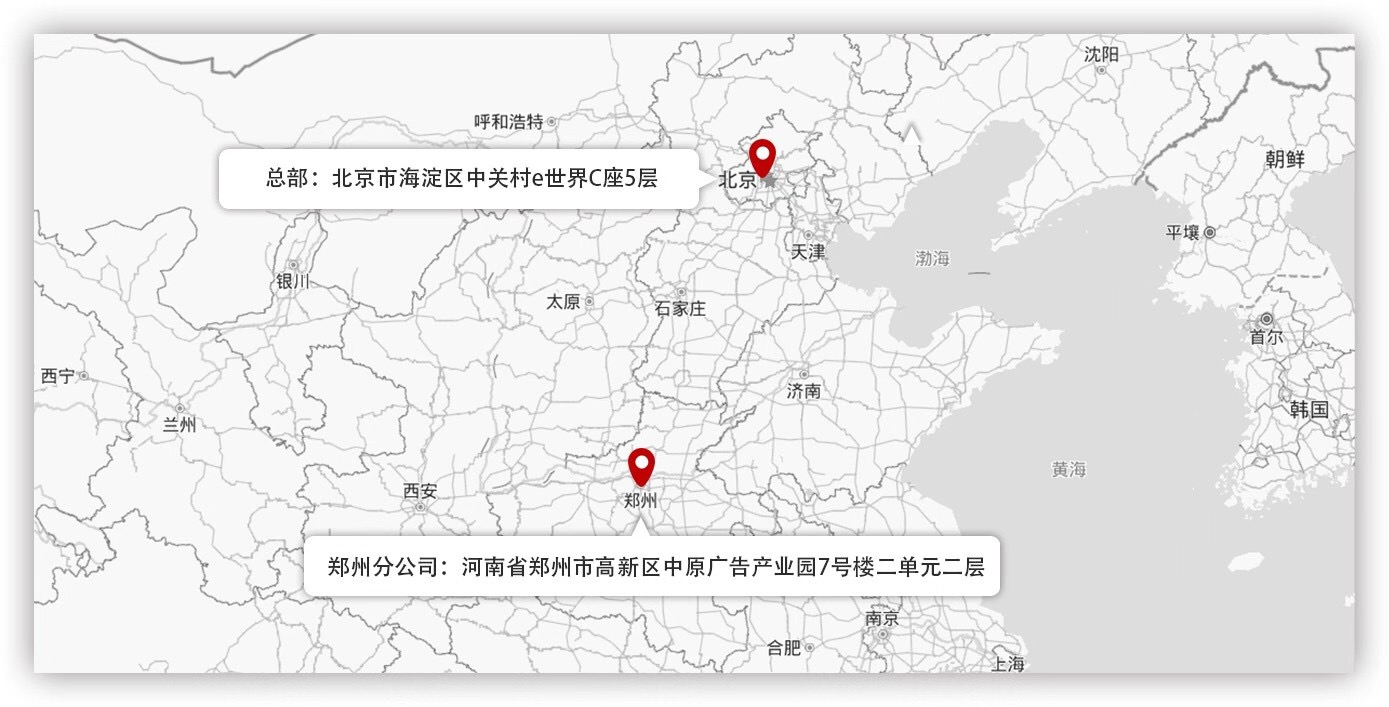 沈阳
呼和浩特
朝鲜
总部：北京市海淀区中关村e世界C座5层
北京
平壤
天津
渤海
银川
太原
石家庄
首尔
西宁
济南
韩国
兰州
黄海
西安
郑州
郑州分公司：河南省郑州市高新区中原广告产业园7号楼二单元二层
南京
合肥
上海